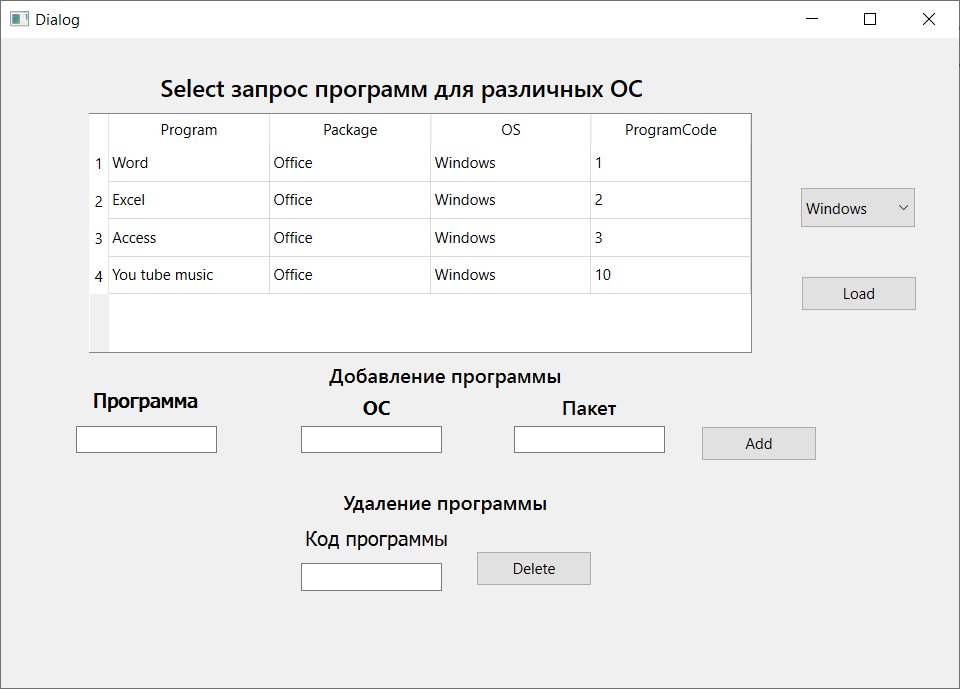 Dialog
Select запрос программ для различных ОС
Program Package OS ProgramCode
1 Word Office Windows 1
2 Excel Office Windows 2
3 Access Office Windows 3
4 You tube music Office Windows 10
Windows
Load
Добавление программы
Программа ОС Пакет
Add
Удаление программы
Код программы
Delete